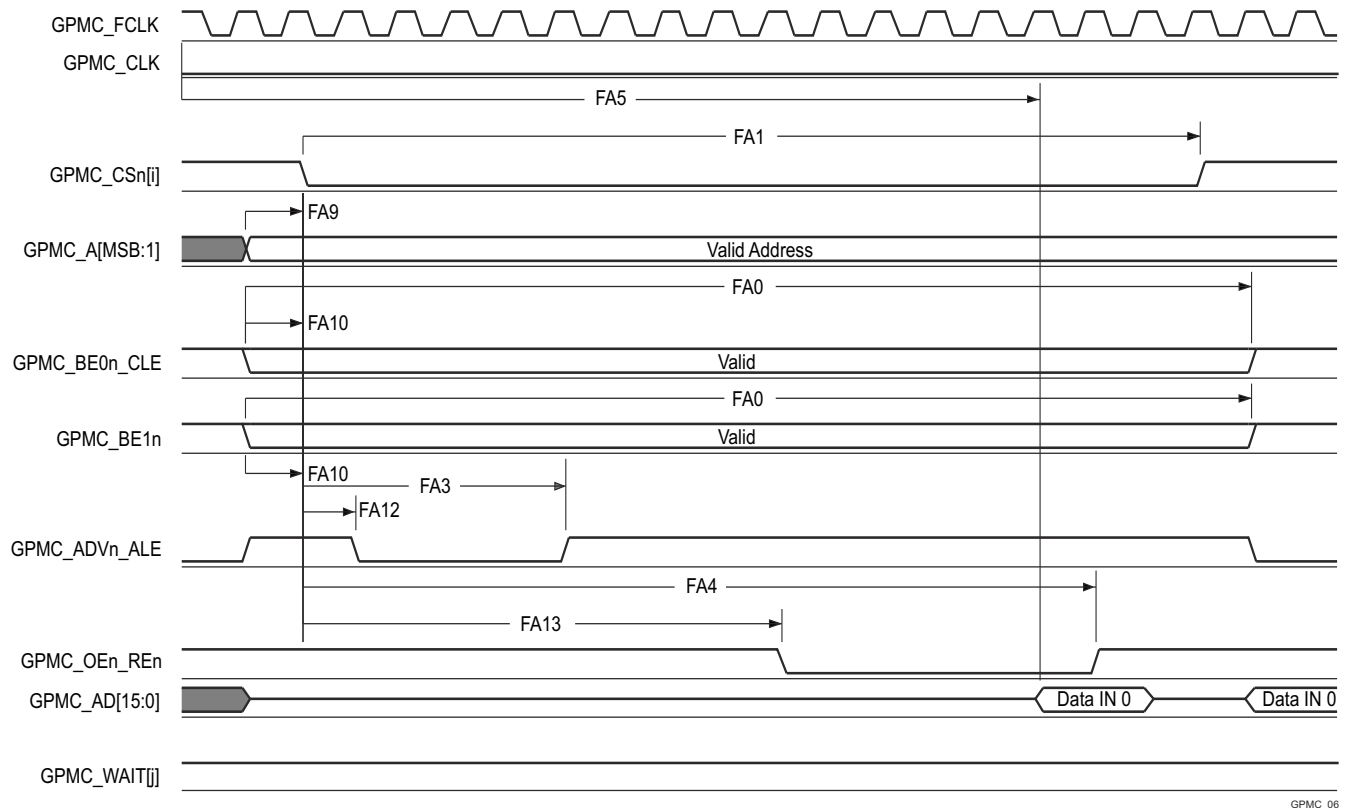 GPMC_FCLK
GPMC_CLK
FA5
FA1
GPMC_CSn[i]
FA9
GPMC_A[MSB:1]
Valid Address
FA0
FA10
GPMC_BE0n_CLE
Valid
FA0
GPMC_BE1n
Valid
FA10
FA3
FA12
GPMC_ADVn_ALE
FA4
FA13
GPMC_OEn_REn
GPMC_AD[15:0]
Data IN 0
Data IN 0
GPMC_WAIT[j]
GPMC_06